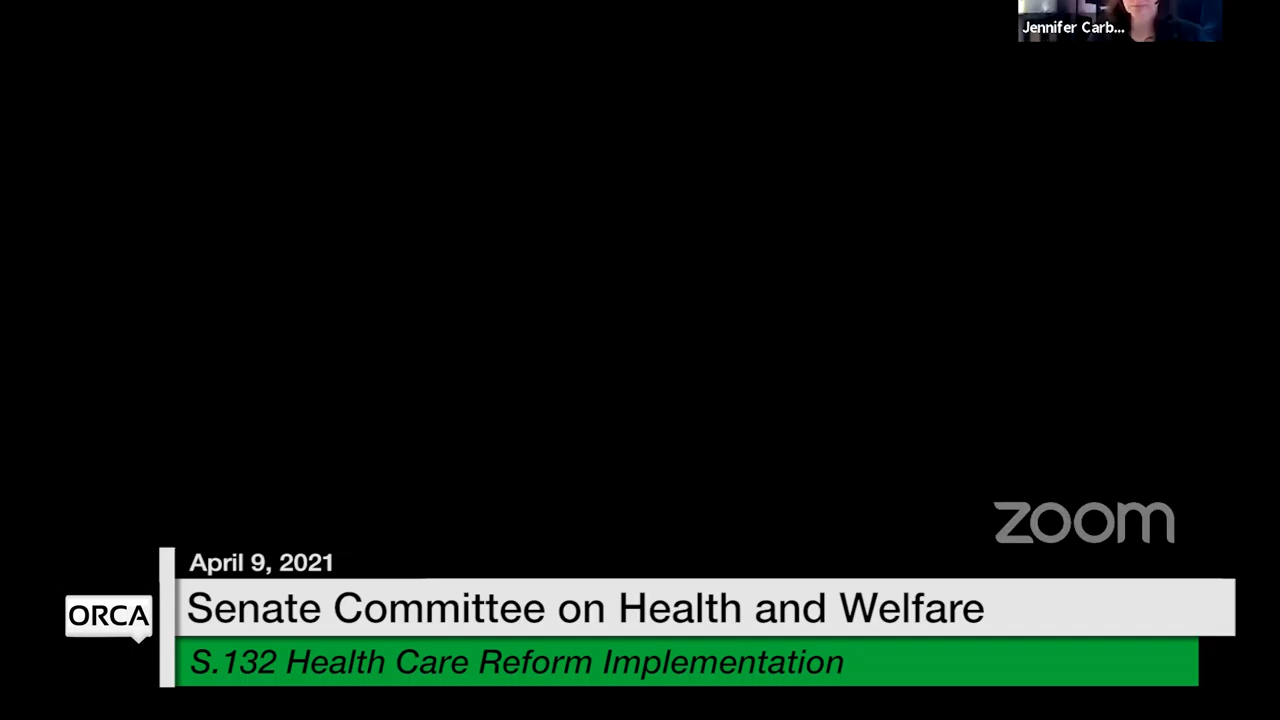 Jennifer Carb...
zoom
April 9, 2021
Senate Committee on Health and Welfare
ORCA
S.132 Health Care Reform Implementation